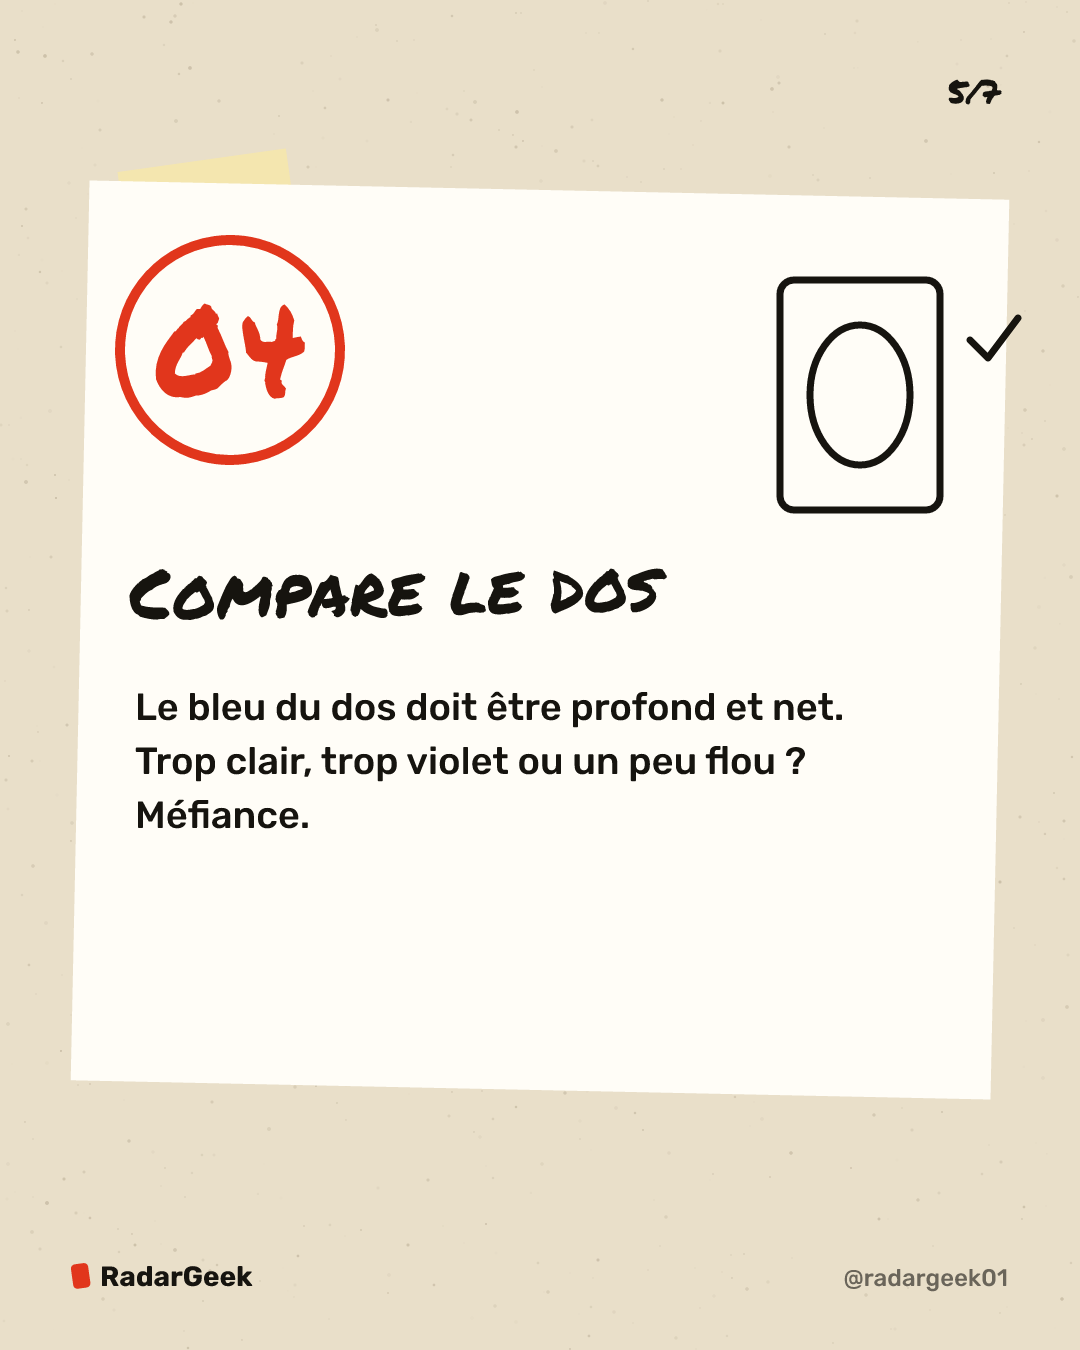 5/7
04
COMPARE LE DOS
Le bleu du dos doit être profond et net.
Trop clair, trop violet ou un peu flou ?
Méfiance.
RadarGeek
@radargeek01